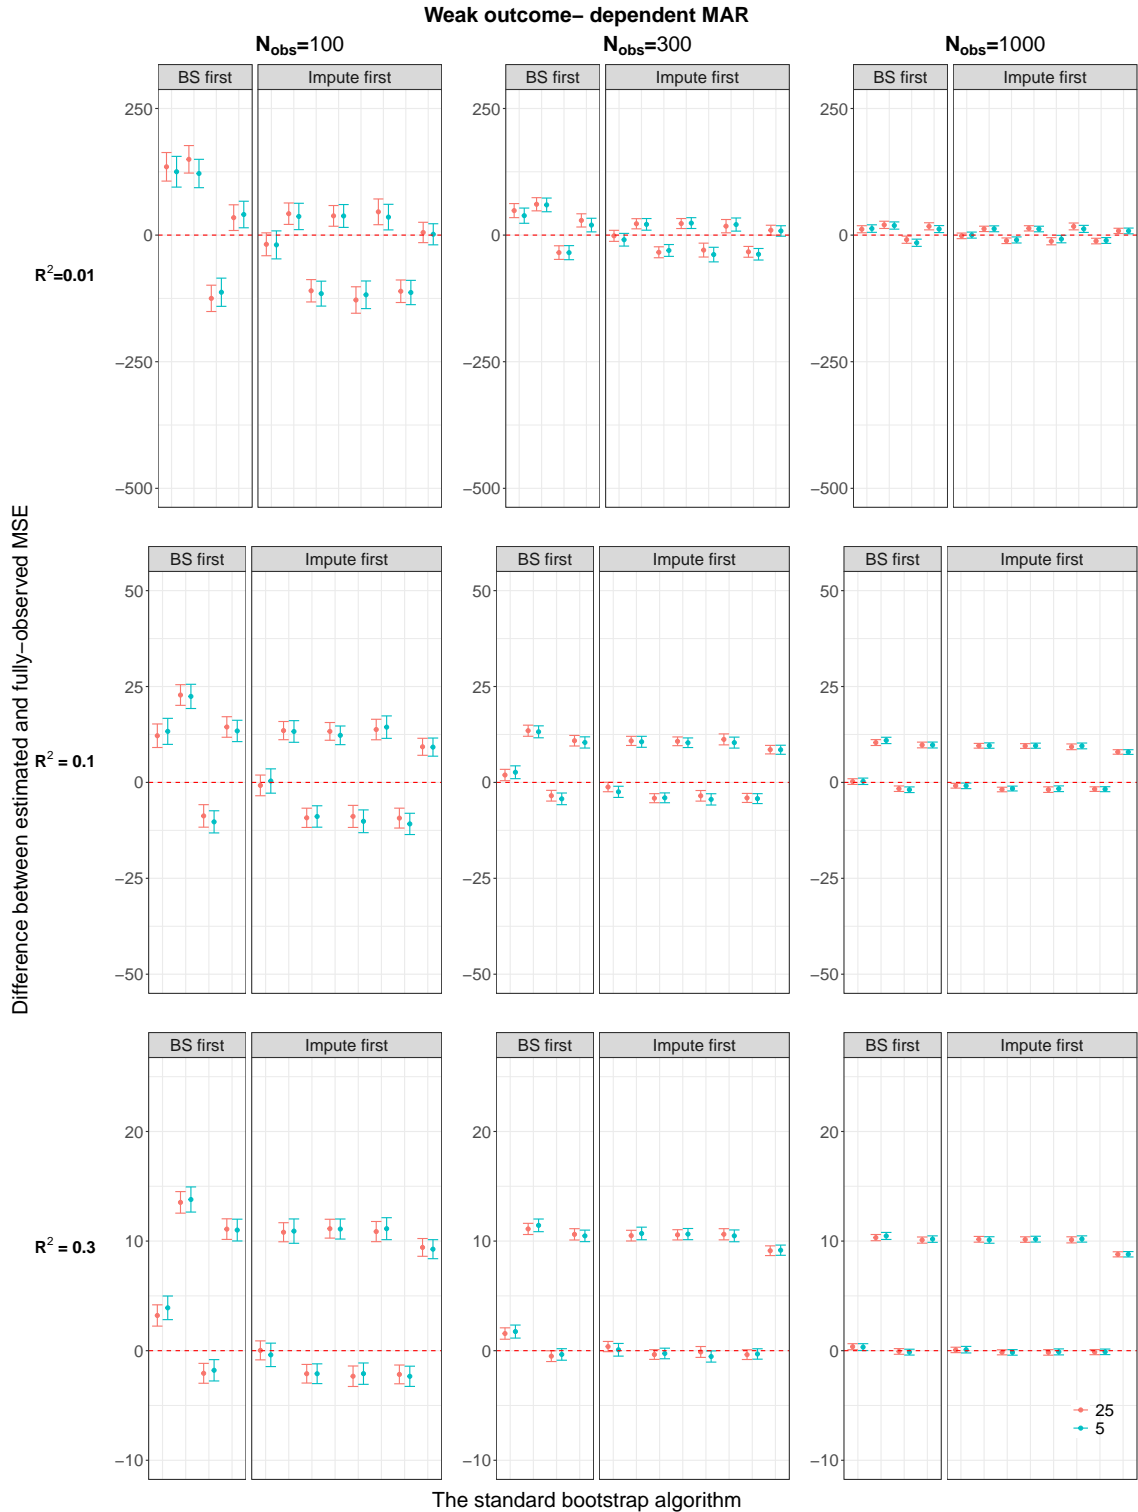 Weak outcome− dependent MAR
Nobs=100
Nobs=300
Nobs=1000
BS first
Impute first
BS first
Impute first
BS first
Impute first
250
0
−250
−500
250
0
−250
−500
250
0
−250
−500
R²=0.01
BS first
Impute first
BS first
Impute first
BS first
Impute first
50
25
0
−25
−50
50
25
0
−25
−50
50
25
0
−25
−50
R² = 0.1
Difference between estimated and fully−observed MSE
BS first
Impute first
BS first
Impute first
BS first
Impute first
20
10
0
−10
20
10
0
−10
20
10
0
−10
R² = 0.3
25
5
The standard bootstrap algorithm